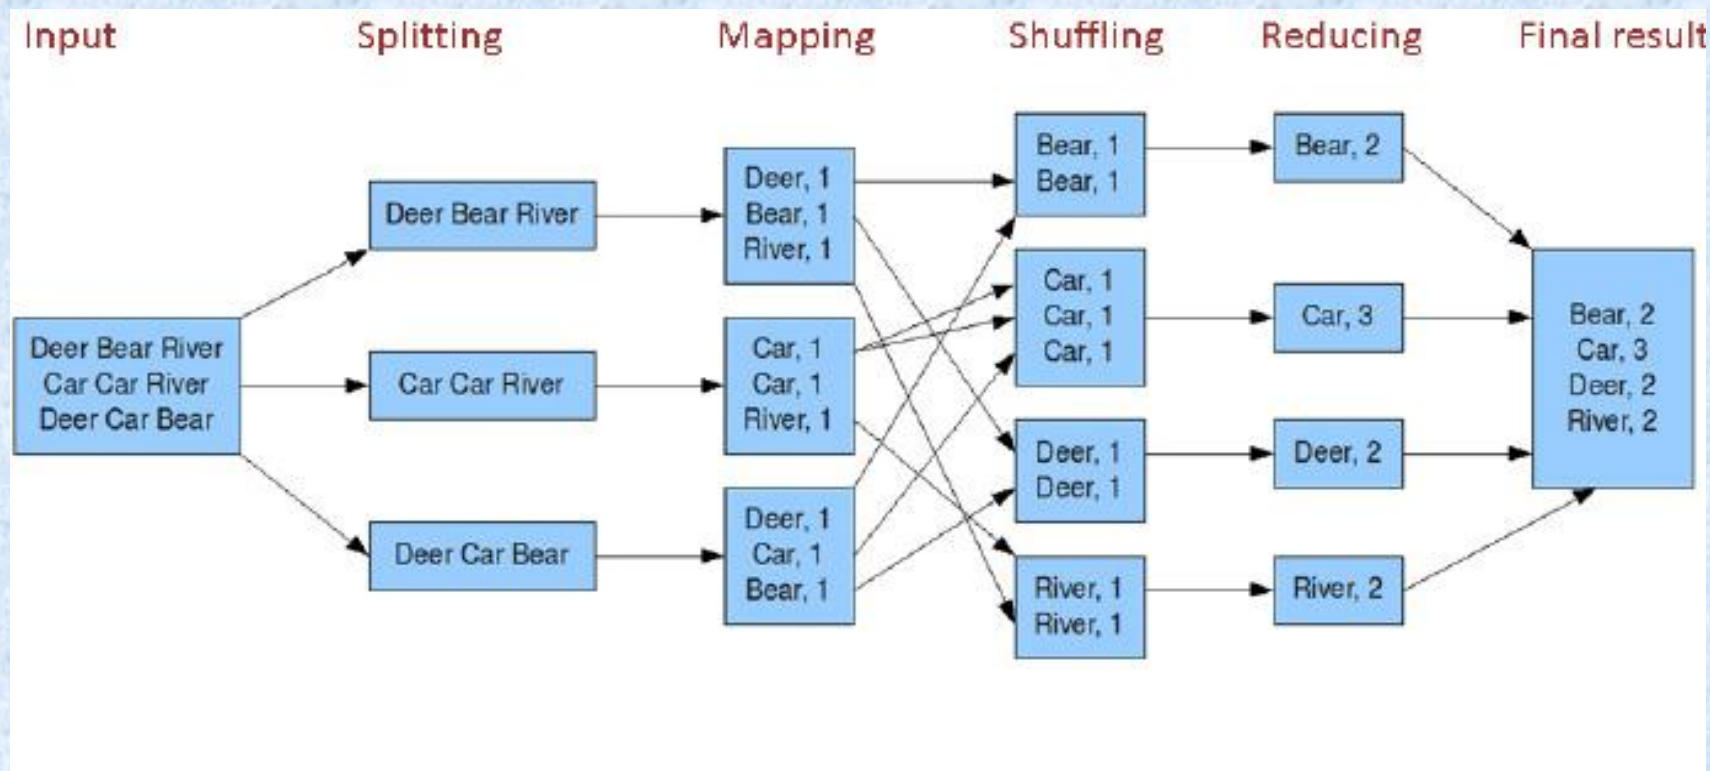 Input
Splitting
Mapping
Shuffling
Reducing
Final result
Deer Bear River
Car Car River
Deer Car Bear
Deer Bear River
Car Car River
Deer Car Bear
Deer, 1
Bear, 1
River, 1
Car, 1
Car, 1
River, 1
Deer, 1
Car, 1
Bear, 1
Bear, 1
Bear, 1
Car, 1
Car, 1
Car, 1
Deer, 1
Deer, 1
River, 1
River, 1
Bear, 2
Car, 3
Deer, 2
River, 2
Bear, 2
Car, 3
Deer, 2
River, 2